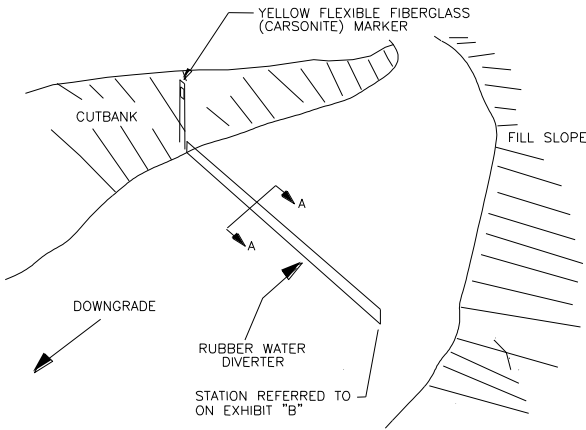 YELLOW FLEXIBLE FIBERGLASS
(CARSONITE) MARKER
CUTBANK
FILL SLOPE
A
A
DOWNGRADE
RUBBER WATER
DIVERTER
STATION REFERRED TO
ON EXHIBIT "B"